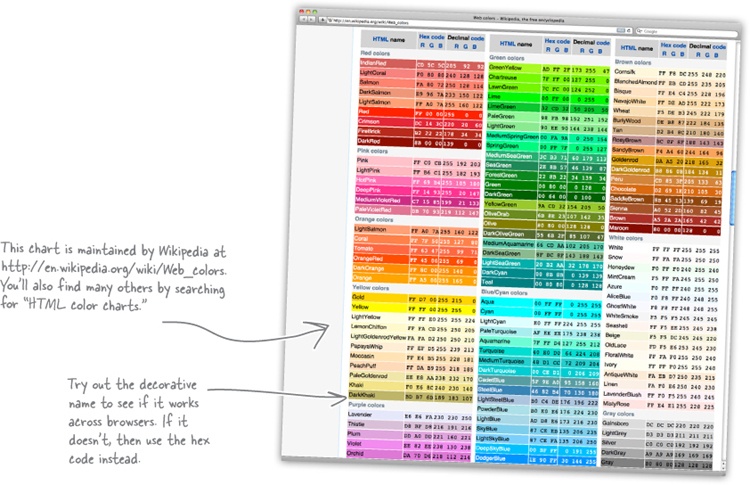 This chart is maintained by Wikipedia at
http://en.wikipedia.org/wiki/Web_colors.
You'll also find many others by searching
for "HTML color charts."
Try out the decorative
name to see if it works
across browsers. If it
doesn't, then use the hex
code instead.
Web colors - Wikipedia, the free encyclopedia
http://en.wikipedia.org/wiki/Web_colors
Google
HTML name Hex code Decimal code
R G B R G B
Red colors
IndianRed CD 5C 5C 205 92 92
LightCoral F0 80 80 240 128 128
Salmon FA 80 72 250 128 114
DarkSalmon E9 96 7A 233 150 122
LightSalmon FF A0 7A 255 160 122
Red FF 00 00 255 0 0
Crimson DC 14 3C 220 20 60
FireBrick B2 22 22 178 34 34
DarkRed 8B 00 00 139 0 0
Pink colors
Pink FF C0 CB 255 192 203
LightPink FF B6 C1 255 182 193
HotPink FF 69 B4 255 105 180
DeepPink FF 14 93 255 20 147
MediumVioletRed C7 15 85 199 21 133
PaleVioletRed DB 70 93 219 112 147
Orange colors
LightSalmon FF A0 7A 255 160 122
Coral FF 7F 50 255 127 80
Tomato FF 63 47 255 99 71
OrangeRed FF 45 00 255 69 0
DarkOrange FF 8C 00 255 140 0
Orange FF A5 00 255 165 0
Yellow colors
Gold FF D7 00 255 215 0
Yellow FF FF 00 255 255 0
LightYellow FF FF E0 255 255 224
LemonChiffon FF FA CD 255 250 205
LightGoldenrodYellow FA FA D2 250 250 210
PapayaWhip FF EF D5 255 239 213
Moccasin FF E4 B5 255 228 181
PeachPuff FF DA B9 255 218 185
PaleGoldenrod EE E8 AA 238 232 170
Khaki F0 E6 8C 240 230 140
DarkKhaki BD B7 6B 189 183 107
Purple colors
Lavender E6 E6 FA 230 230 250
Thistle D8 BF D8 216 191 216
Plum DD A0 DD 221 160 221
Violet EE 82 EE 238 130 238
Orchid DA 70 D6 218 112 214
HTML name Hex code Decimal code
R G B R G B
Green colors
GreenYellow AD FF 2F 173 255 47
Chartreuse 7F FF 00 127 255 0
LawnGreen 7C FC 00 124 252 0
Lime 00 FF 00 0 255 0
LimeGreen 32 CD 32 50 205 50
PaleGreen 98 FB 98 152 251 152
LightGreen 90 EE 90 144 238 144
MediumSpringGreen 00 FA 9A 0 250 154
SpringGreen 00 FF 7F 0 255 127
MediumSeaGreen 3C B3 71 60 179 113
SeaGreen 2E 8B 57 46 139 87
ForestGreen 22 8B 22 34 139 34
Green 00 80 00 0 128 0
DarkGreen 00 64 00 0 100 0
YellowGreen 9A CD 32 154 205 50
OliveDrab 6B 8E 23 107 142 35
Olive 80 80 00 128 128 0
DarkOliveGreen 55 6B 2F 85 107 47
MediumAquamarine 66 CD AA 102 205 170
DarkSeaGreen 8F BC 8F 143 188 143
LightSeaGreen 20 B2 AA 32 178 170
DarkCyan 00 8B 8B 0 139 139
Teal 00 80 80 0 128 128
Blue/Cyan colors
Aqua 00 FF FF 0 255 255
Cyan 00 FF FF 0 255 255
LightCyan E0 FF FF 224 255 255
PaleTurquoise AF EE EE 175 238 238
Aquamarine 7F FF D4 127 255 212
Turquoise 40 E0 D0 64 224 208
MediumTurquoise 48 D1 CC 72 209 204
DarkTurquoise 00 CE D1 0 206 209
CadetBlue 5F 9E A0 95 158 160
SteelBlue 46 82 B4 70 130 180
LightSteelBlue B0 C4 DE 176 196 222
PowderBlue B0 E0 E6 176 224 230
LightBlue AD D8 E6 173 216 230
SkyBlue 87 CE EB 135 206 235
LightSkyBlue 87 CE FA 135 206 250
DeepSkyBlue 00 BF FF 0 191 255
DodgerBlue 1E 90 FF 30 144 255
HTML name Hex code Decimal code
R G B R G B
Brown colors
Cornsilk FF F8 DC 255 248 220
BlanchedAlmond FF EB CD 255 235 205
Bisque FF E4 C4 255 228 196
NavajoWhite FF DE AD 255 222 173
Wheat F5 DE B3 245 222 179
BurlyWood DE B8 87 222 184 135
Tan D2 B4 8C 210 180 140
RosyBrown BC 8F 8F 188 143 143
SandyBrown F4 A4 60 244 164 96
Goldenrod DA A5 20 218 165 32
DarkGoldenrod B8 86 0B 184 134 11
Peru CD 85 3F 205 133 63
Chocolate D2 69 1E 210 105 30
SaddleBrown 8B 45 13 139 69 19
Sienna A0 52 2D 160 82 45
Brown A5 2A 2A 165 42 42
Maroon 80 00 00 128 0 0
White colors
White FF FF FF 255 255 255
Snow FF FA FA 255 250 250
Honeydew F0 FF F0 240 255 240
MintCream F5 FF FA 245 255 250
Azure F0 FF FF 240 255 255
AliceBlue F0 F8 FF 240 248 255
GhostWhite F8 F8 FF 248 248 255
WhiteSmoke F5 F5 F5 245 245 245
Seashell FF F5 EE 255 245 238
Beige F5 F5 DC 245 245 220
OldLace FD F5 E6 253 245 230
FloralWhite FF FA F0 255 250 240
Ivory FF FF F0 255 255 240
AntiqueWhite FA EB D7 250 235 215
Linen FA F0 E6 250 240 230
LavenderBlush FF F0 F5 255 240 245
MistyRose FF E4 E1 255 228 225
Grey colors
Gainsboro DC DC DC 220 220 220
LightGrey D3 D3 D3 211 211 211
Silver C0 C0 C0 192 192 192
DarkGray A9 A9 A9 169 169 169
Gray 80 80 80 128 128 128